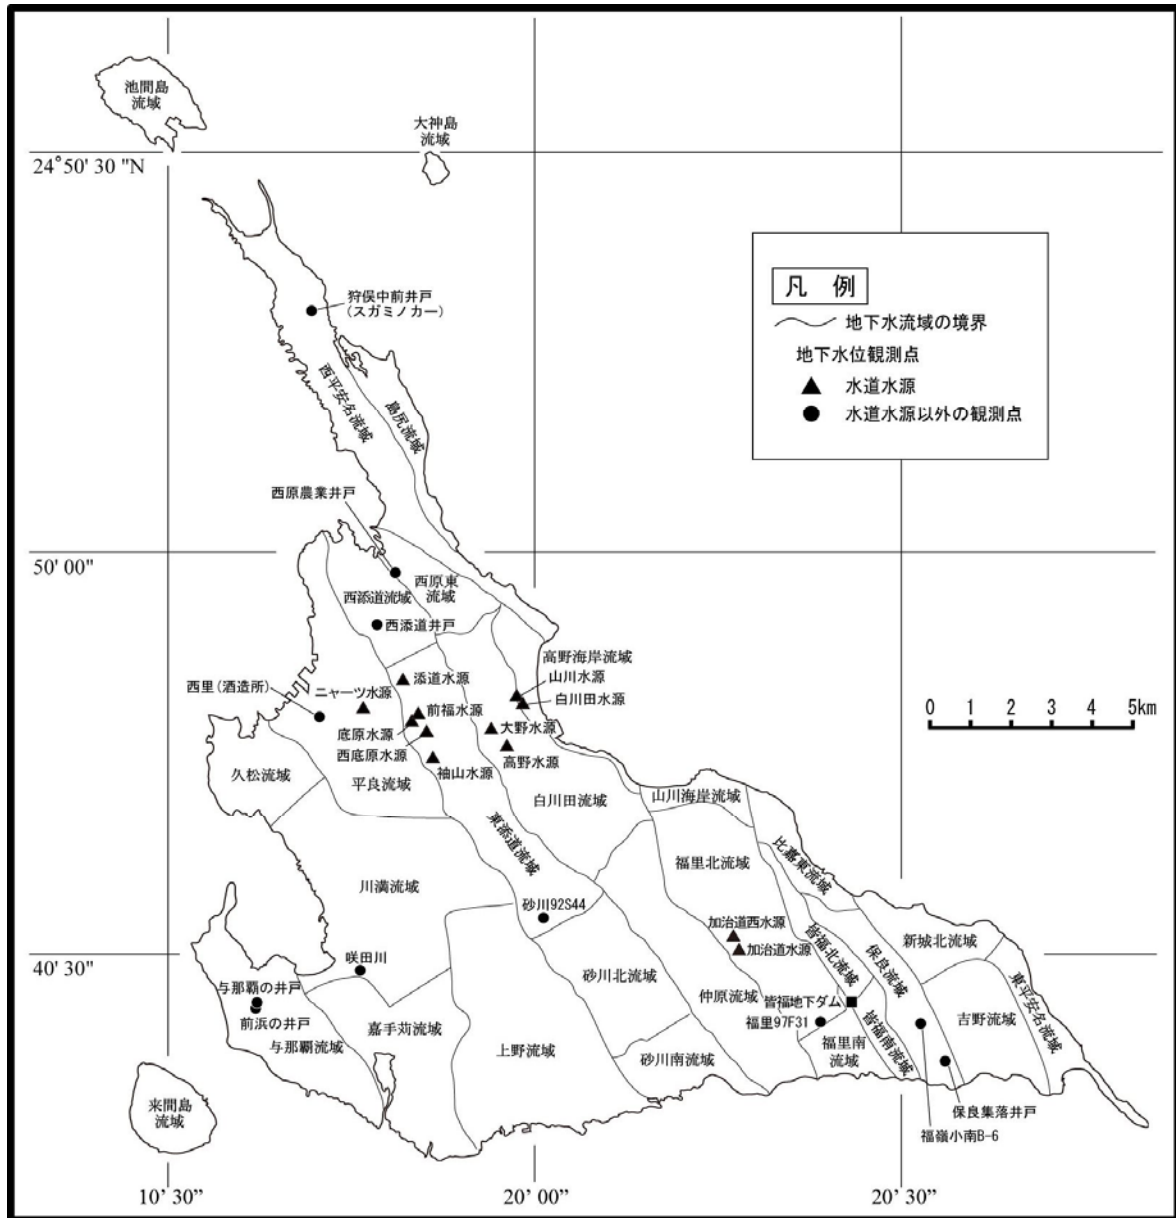 池間島
流域
大神島
流域
24°50' 30 "N
凡 例
地下水流域の境界
地下水位観測点
水道水源
水道水源以外の観測点
狩俣中前井戸
(スガミノカー)
西平安名流域
島尻流域
西原農業井戸
50' 00"
西原東
流域
西添道流域
西添道井戸
高野海岸流域
山川水源
白川田水源
添道水源
西里(酒造所)
ニャーツ水源
前福水源
大野水源
底原水源
西底原水源
高野水源
袖山水源
0 1 2 3 4 5km
久松流域
平良流域
白川田流域
山川海岸流域
東添道流域
比嘉東流域
福里北流域
川満流域
砂川92S44
加治道西水源
加治道水源
皆福北流域
保良流域
新城北流域
東平安名流域
40' 30"
咲田川
与那覇の井戸
前浜の井戸
与那覇流域
嘉手苅流域
上野流域
砂川北流域
仲原流域
皆福地下ダム
福里97F31
福里南
流域
皆福南流域
吉野流域
砂川南流域
来間島
流域
保良集落井戸
福嶺小南B-6
10' 30"
20' 00"
20' 30"